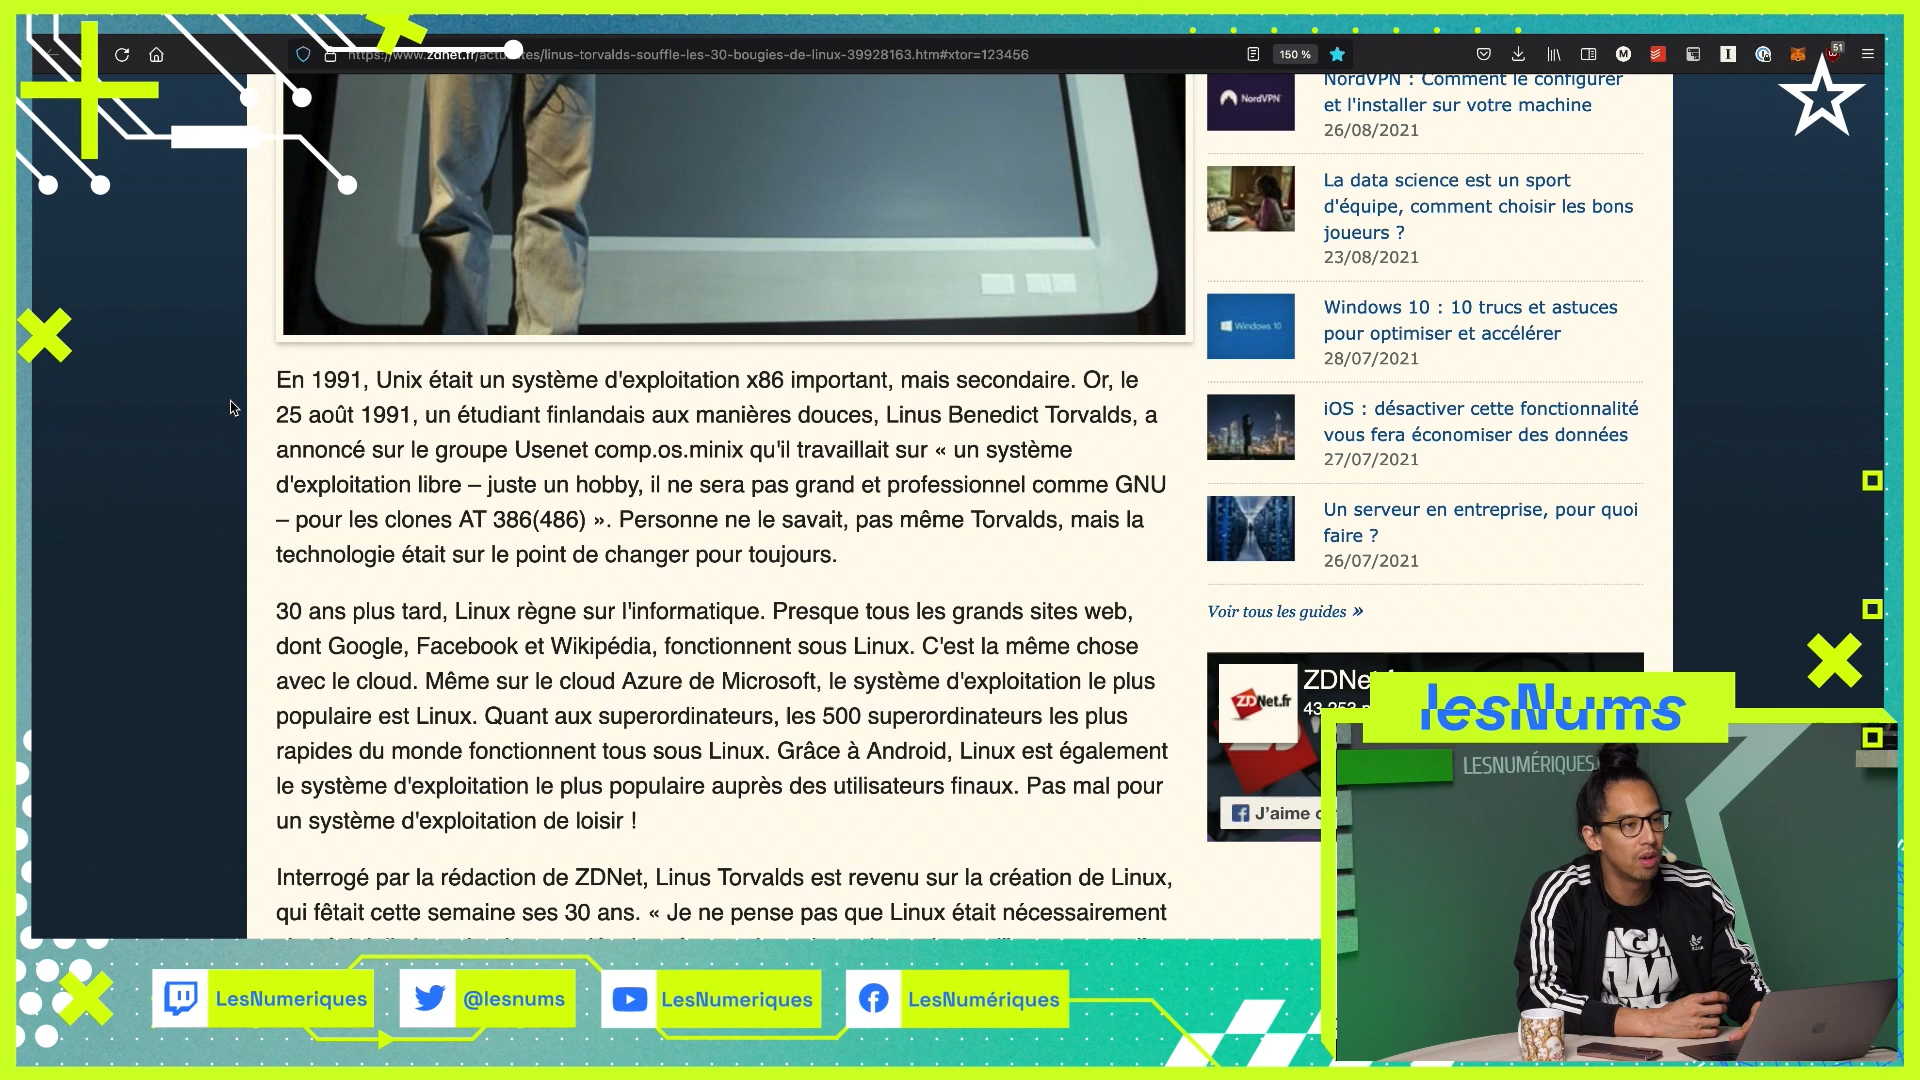 https://www.zdnet.fr/actualites/linus-torvalds-souffle-les-30-bougies-de-linux-39928163.htm#xtor=123456
150 %
51
NordVPN
NordVPN : Comment le configurer
et l'installer sur votre machine
26/08/2021
La data science est un sport
d'équipe, comment choisir les bons
joueurs ?
23/08/2021
Windows 10
Windows 10 : 10 trucs et astuces
pour optimiser et accélérer
28/07/2021
iOS : désactiver cette fonctionnalité
vous fera économiser des données
27/07/2021
Un serveur en entreprise, pour quoi
faire ?
26/07/2021
Voir tous les guides »
En 1991, Unix était un système d'exploitation x86 important, mais secondaire. Or, le
25 août 1991, un étudiant finlandais aux manières douces, Linus Benedict Torvalds, a
annoncé sur le groupe Usenet comp.os.minix qu'il travaillait sur « un système
d'exploitation libre – juste un hobby, il ne sera pas grand et professionnel comme GNU
– pour les clones AT 386(486) ». Personne ne le savait, pas même Torvalds, mais la
technologie était sur le point de changer pour toujours.
30 ans plus tard, Linux règne sur l'informatique. Presque tous les grands sites web,
dont Google, Facebook et Wikipédia, fonctionnent sous Linux. C'est la même chose
avec le cloud. Même sur le cloud Azure de Microsoft, le système d'exploitation le plus
populaire est Linux. Quant aux superordinateurs, les 500 superordinateurs les plus
rapides du monde fonctionnent tous sous Linux. Grâce à Android, Linux est également
le système d'exploitation le plus populaire auprès des utilisateurs finaux. Pas mal pour
un système d'exploitation de loisir !
Interrogé par la rédaction de ZDNet, Linus Torvalds est revenu sur la création de Linux,
qui fêtait cette semaine ses 30 ans. « Je ne pense pas que Linux était nécessairement
ZDNet.fr
J'aime
lesNums
LESNUMÉRIQUES
LesNumeriques
@lesnums
LesNumeriques
LesNumériques